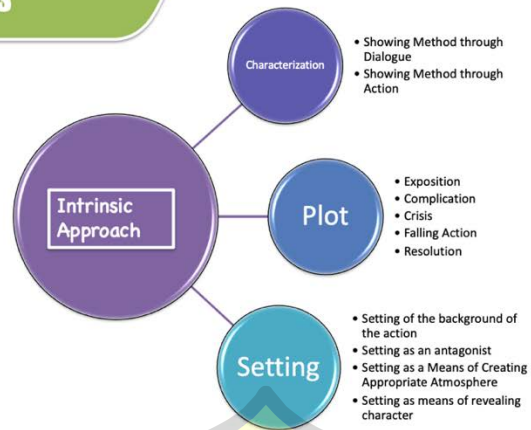 Characterization
• Showing Method through
Dialogue
• Showing Method through
Action
Intrinsic
Approach
Plot
• Exposition
• Complication
• Crisis
• Falling Action
• Resolution
Setting
• Setting of the background of
the action
• Setting as an antagonist
• Setting as a Means of Creating
Appropriate Atmosphere
• Setting as means of revealing
character